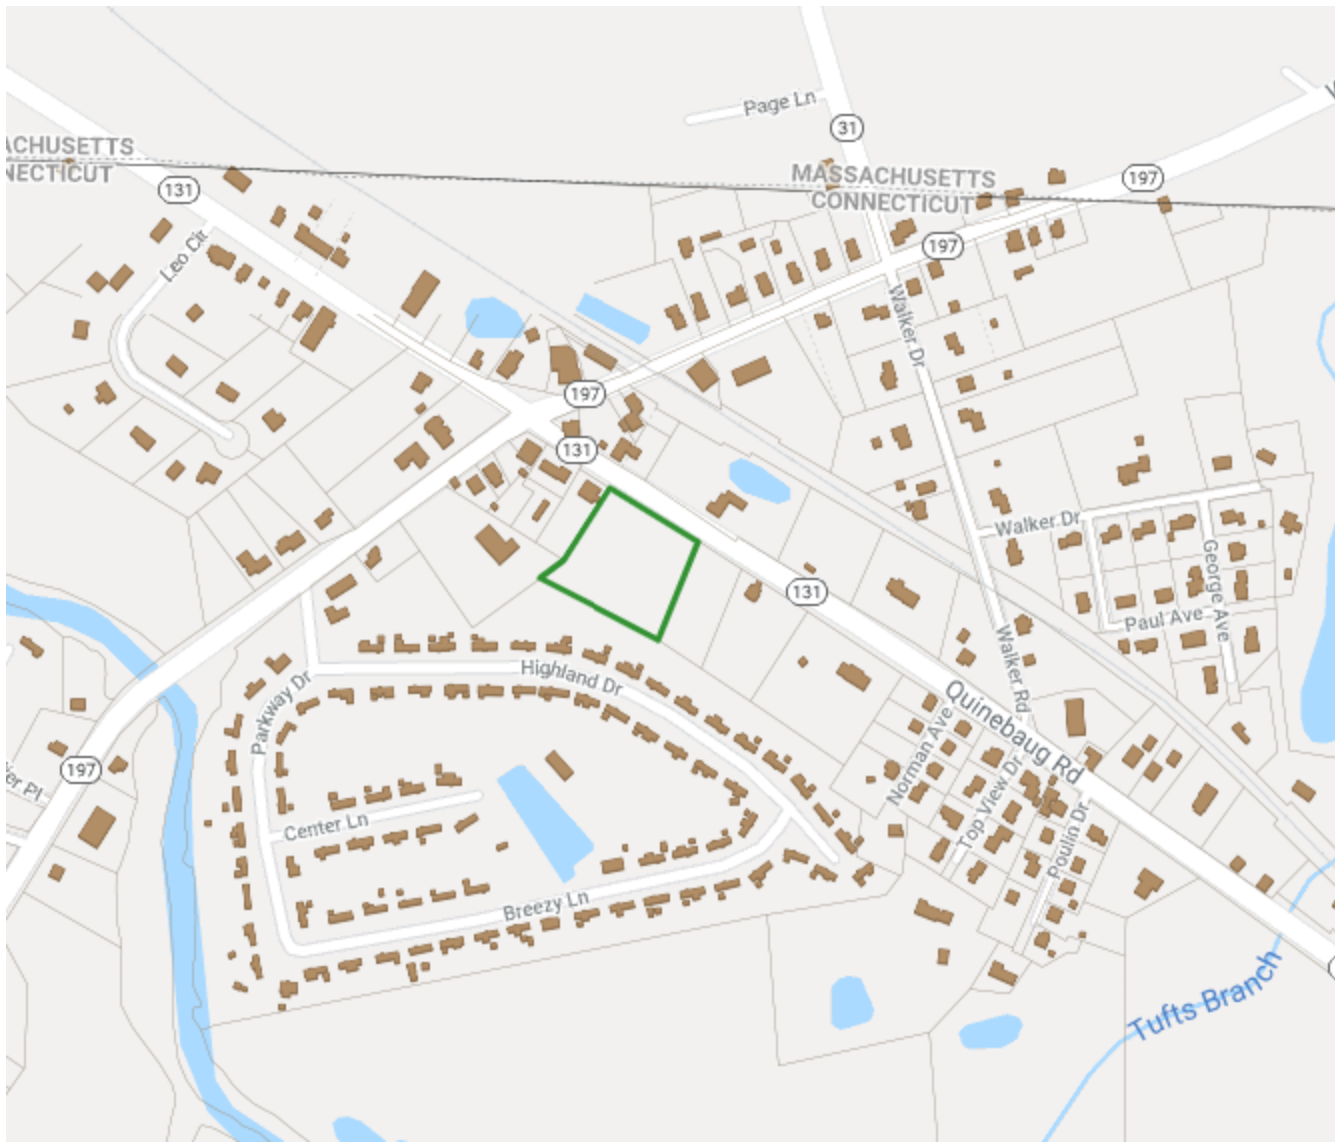 Page Ln
31
ACHUSETTS
NECTICUT
131
MASSACHUSETTS
CONNECTICUT
197
197
Leo Cir
Walker Dr
197
131
Walker Dr
George Ave
131
Paul Ave
Walker Rd
Highland Dr
Parkway Dr
Quinebaug Rd
Norman Ave
197
Top View Dr
Center Ln
Poulin Dr
Breezy Ln
Tufts Branch